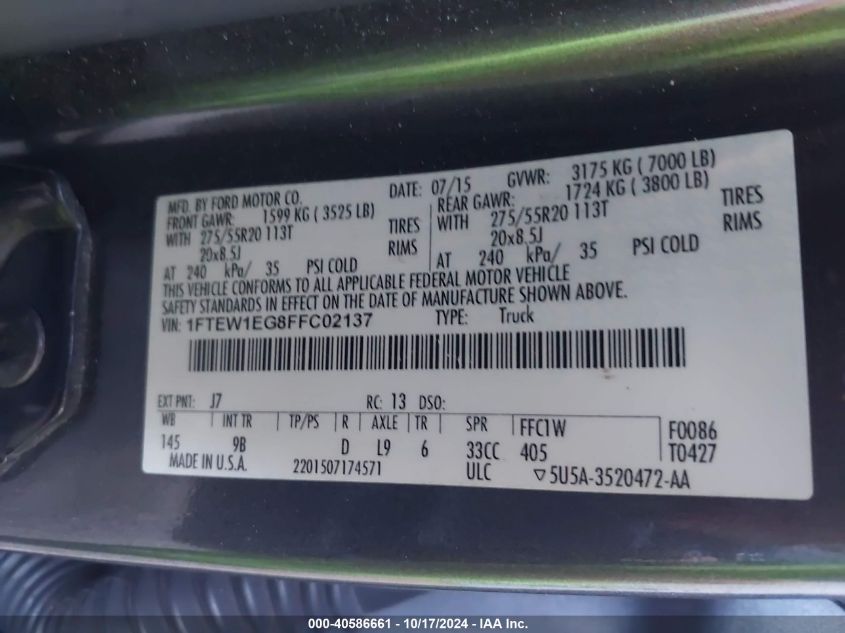 MFD. BY FORD MOTOR CO. DATE: 07/15 GVWR: 3175 KG ( 7000 LB)
FRONT GAWR: 1599 KG ( 3525 LB) REAR GAWR: 1724 KG ( 3800 LB)
WITH 275/55R20 113T TIRES WITH 275/55R20 113T TIRES
20x8.5J RIMS 20x8.5J RIMS
AT 240 kPa/ 35 PSI COLD AT 240 kPa/ 35 PSI COLD
THIS VEHICLE CONFORMS TO ALL APPLICABLE FEDERAL MOTOR VEHICLE
SAFETY STANDARDS IN EFFECT ON THE DATE OF MANUFACTURE SHOWN ABOVE.
VIN: 1FTEW1EG8FFC02137 TYPE: Truck
EXT PNT: J7 RC: 13 DSO:
WB INT TR TP/PS R AXLE TR SPR FFC1W F0086
145 9B D L9 6 33CC 405 T0427
MADE IN U.S.A. 2201507174571 ULC ▽5U5A-3520472-AA
000-40586661 - 10/17/2024 - IAA Inc.